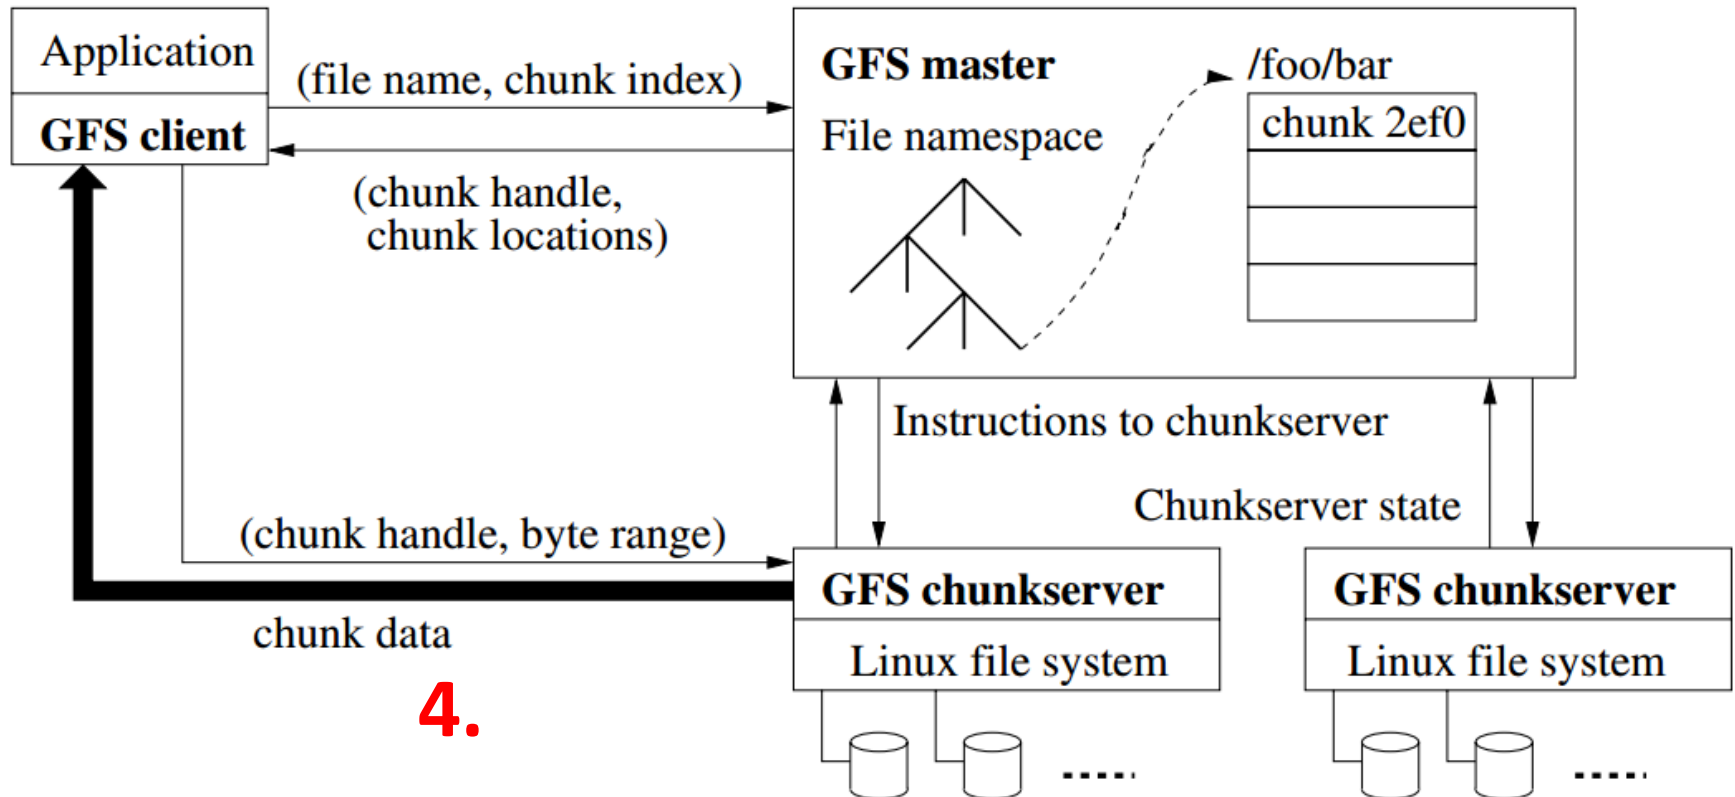 Application
GFS client
(file name, chunk index)
(chunk handle,
chunk locations)
GFS master
File namespace
/foo/bar
chunk 2ef0
Instructions to chunkserver
Chunkserver state
(chunk handle, byte range)
chunk data
4.
GFS chunkserver
Linux file system
GFS chunkserver
Linux file system